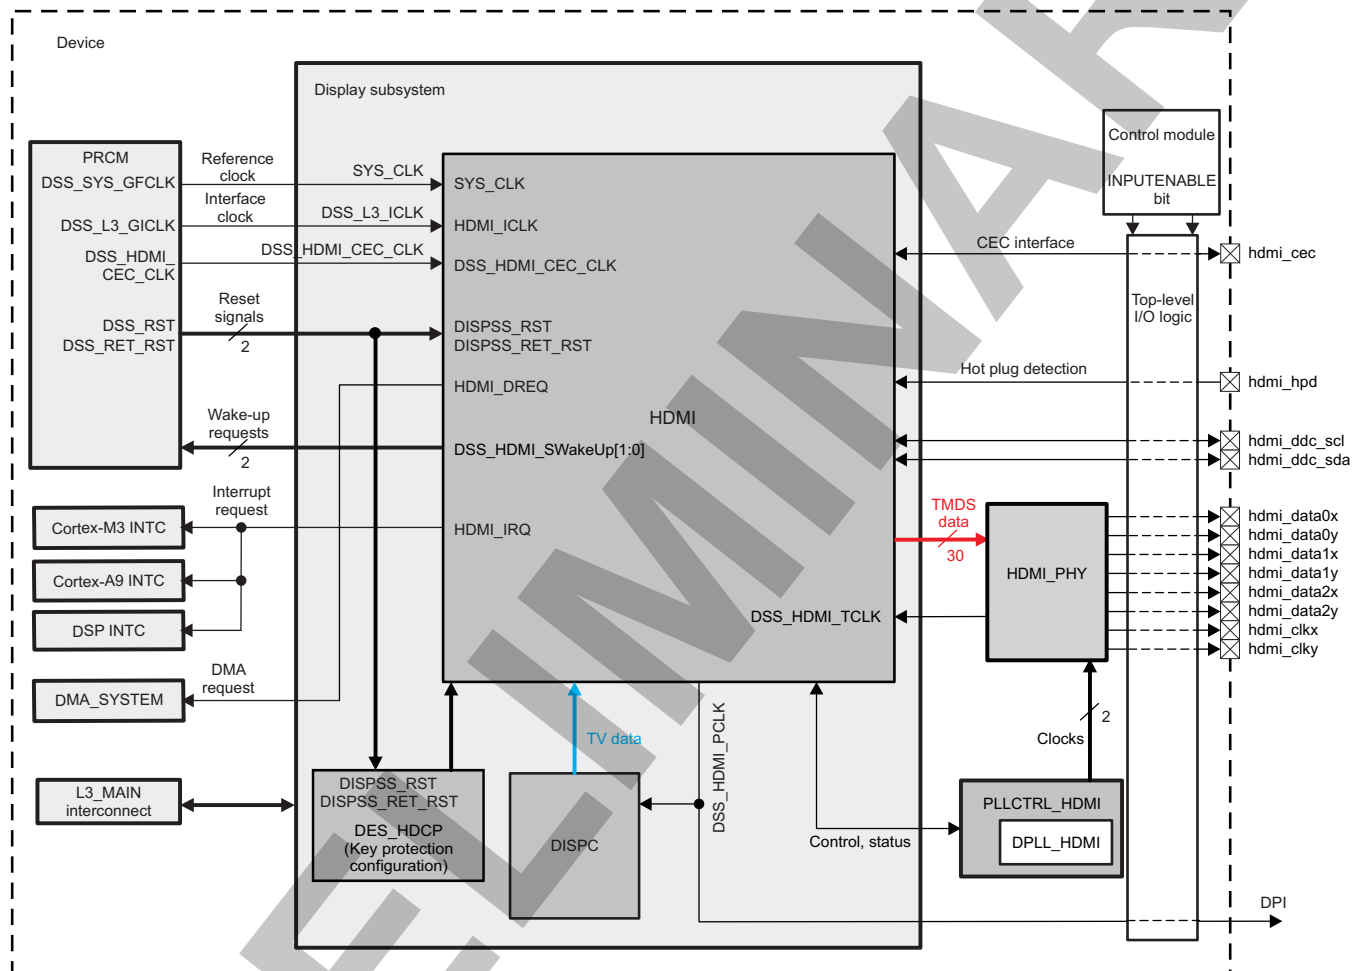 Device
Display subsystem
PRCM
DSS_SYS_GFCLK
DSS_L3_GICLK
DSS_HDMI_
CEC_CLK
DSS_RST
DSS_RET_RST
Reference
clock
Interface
clock
Reset
signals
2
Wake-up
requests
2
Interrupt
request
DMA
request
SYS_CLK
DSS_L3_ICLK
DSS_HDMI_CEC_CLK
SYS_CLK
HDMI_ICLK
DSS_HDMI_CEC_CLK
DISPSS_RST
DISPSS_RET_RST
HDMI_DREQ
HDMI
DSS_HDMI_SWakeUp[1:0]
HDMI_IRQ
DSS_HDMI_TCLK
Cortex-M3 INTC
Cortex-A9 INTC
DSP INTC
DMA_SYSTEM
L3_MAIN
interconnect
DISPSS_RST
DISPSS_RET_RST
DES_HDCP
(Key protection
configuration)
TV data
DISPC
DSS_HDMI_PCLK
Control, status
TMDS
data
30
HDMI_PHY
2
Clocks
PLLCTRL_HDMI
DPLL_HDMI
Control module
INPUTENABLE
bit
CEC interface
Top-level
I/O logic
Hot plug detection
hdmi_cec
hdmi_hpd
hdmi_ddc_scl
hdmi_ddc_sda
hdmi_data0x
hdmi_data0y
hdmi_data1x
hdmi_data1y
hdmi_data2x
hdmi_data2y
hdmi_clkx
hdmi_clky
DPI